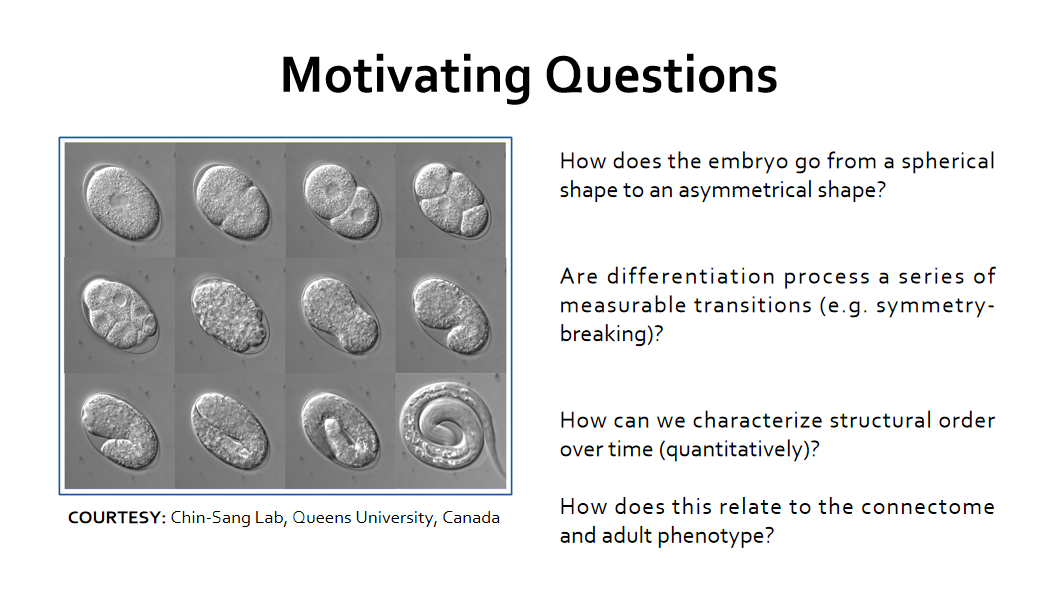 Motivating Questions
How does the embryo go from a spherical
shape to an asymmetrical shape?
Are differentiation process a series of
measurable transitions (e.g. symmetry-
breaking)?
How can we characterize structural order
over time (quantitatively)?
How does this relate to the connectome
and adult phenotype?
COURTESY: Chin-Sang Lab, Queens University, Canada